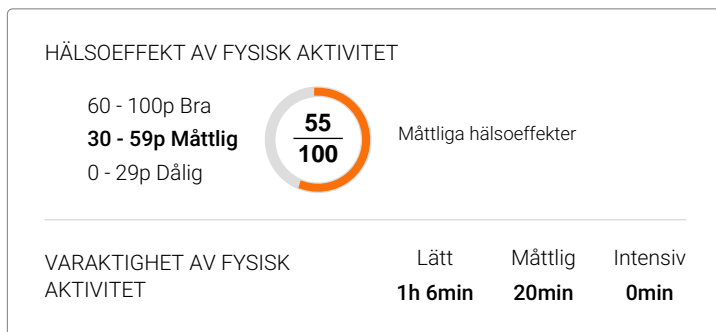 HÄLSOEFFEKT AV FYSISK AKTIVITET
60 - 100p Bra
30 - 59p Måttlig
0 - 29p Dålig
55
100
Måttliga hälsoeffekter
VARAKTIGHET AV FYSISK
AKTIVITET
Lätt Måttlig Intensiv
1h 6min 20min 0min